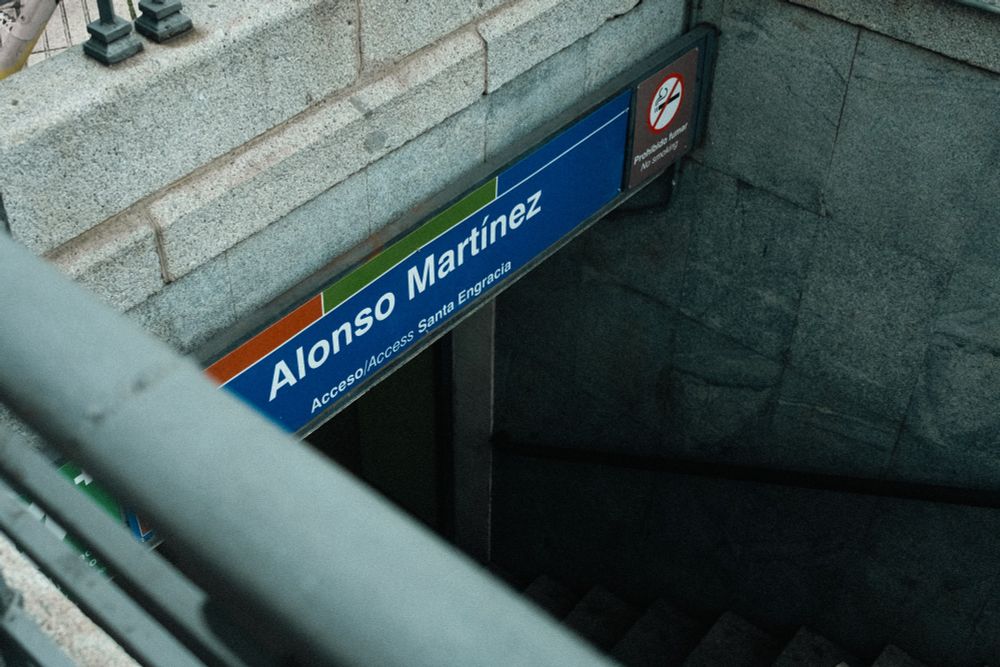 Alonso Martínez
Acceso/Access Santa Engracia
Prohibido fumar
No smoking